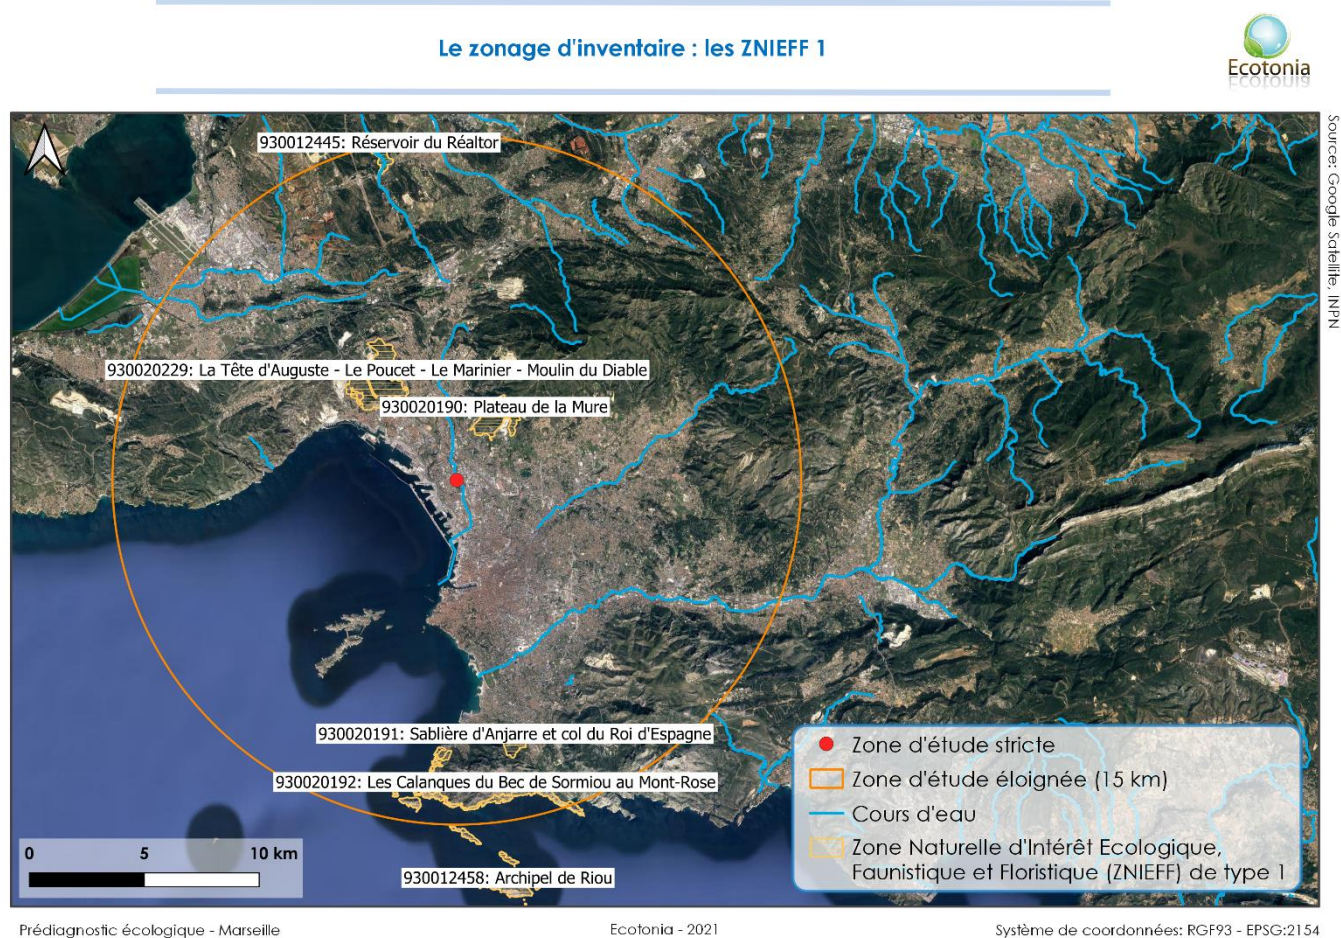 Le zonage d'inventaire : les ZNIEFF 1
Ecotonia
Source: Google Satellite, INPN
930012445: Réservoir du Réaltor
930020229: La Tête d'Auguste - Le Poucet - Le Marinier - Moulin du Diable
930020190: Plateau de la Mure
930020191: Sablière d'Anjarre et col du Roi d'Espagne
930020192: Les Calanques du Bec de Sormiou au Mont-Rose
930012458: Archipel de Riou
0 5 10 km
Zone d'étude stricte
Zone d'étude éloignée (15 km)
Cours d'eau
Zone Naturelle d'Intérêt Ecologique,
Faunistique et Floristique (ZNIEFF) de type 1
Prédiagnostic écologique - Marseille
Ecotonia - 2021
Système de coordonnées: RGF93 - EPSG:2154